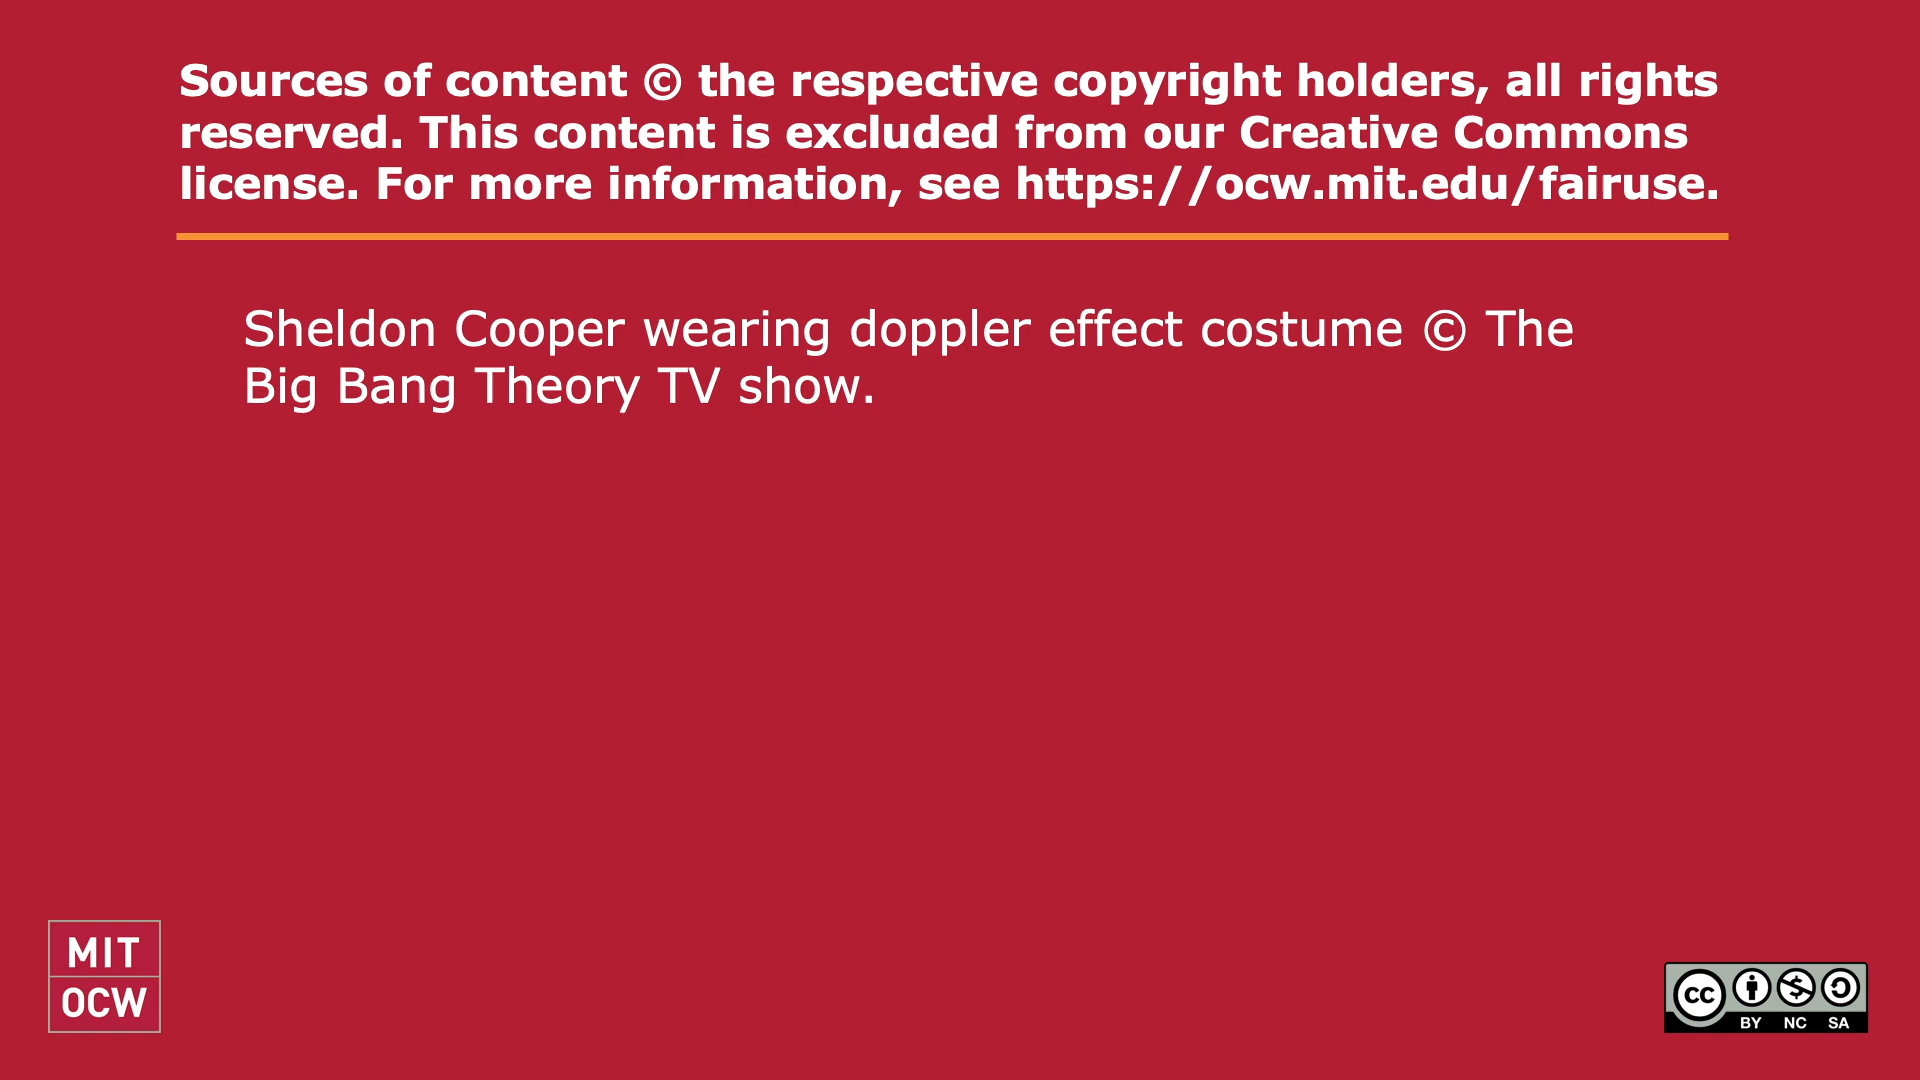 Sources of content © the respective copyright holders, all rights
reserved. This content is excluded from our Creative Commons
license. For more information, see https://ocw.mit.edu/fairuse.
Sheldon Cooper wearing doppler effect costume © The
Big Bang Theory TV show.
MIT
OCW
CC
BY NC SA